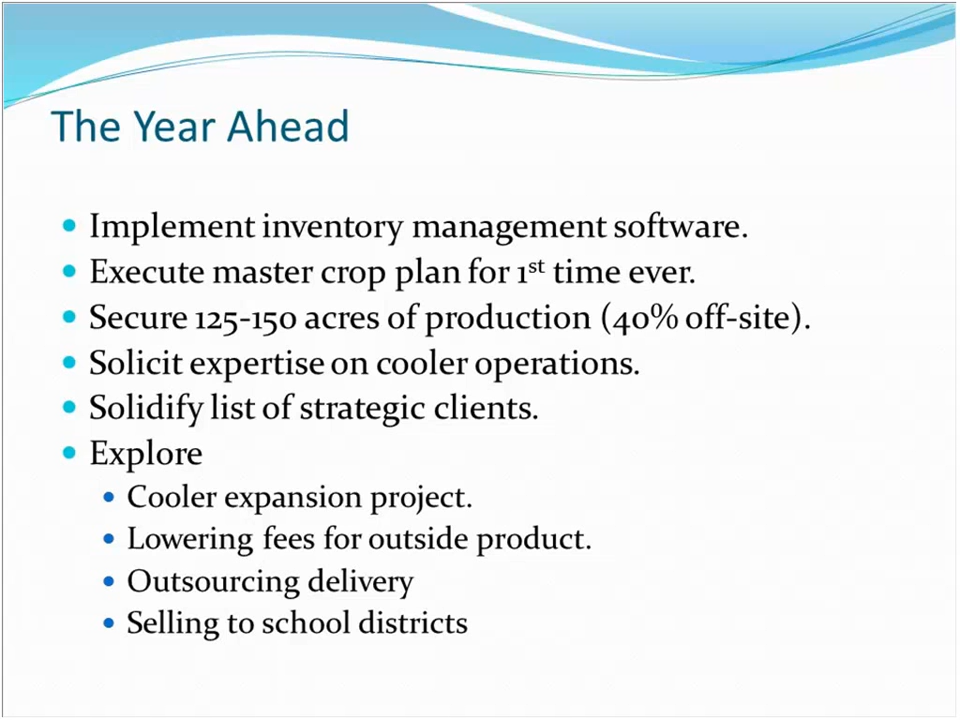 The Year Ahead
• Implement inventory management software.
• Execute master crop plan for 1st time ever.
• Secure 125-150 acres of production (40% off-site).
• Solicit expertise on cooler operations.
• Solidify list of strategic clients.
• Explore
• Cooler expansion project.
• Lowering fees for outside product.
• Outsourcing delivery
• Selling to school districts